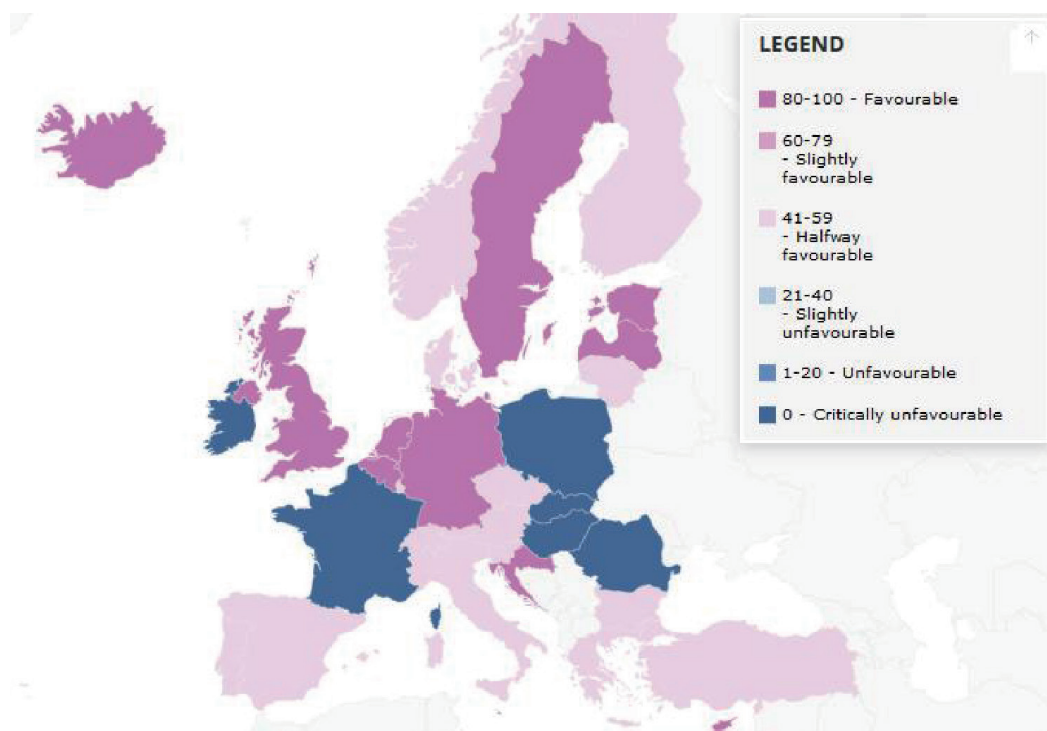 LEGEND
80-100 - Favourable
60-79
- Slightly
favourable
41-59
- Halfway
favourable
21-40
- Slightly
unfavourable
1-20 - Unfavourable
0 - Critically unfavourable